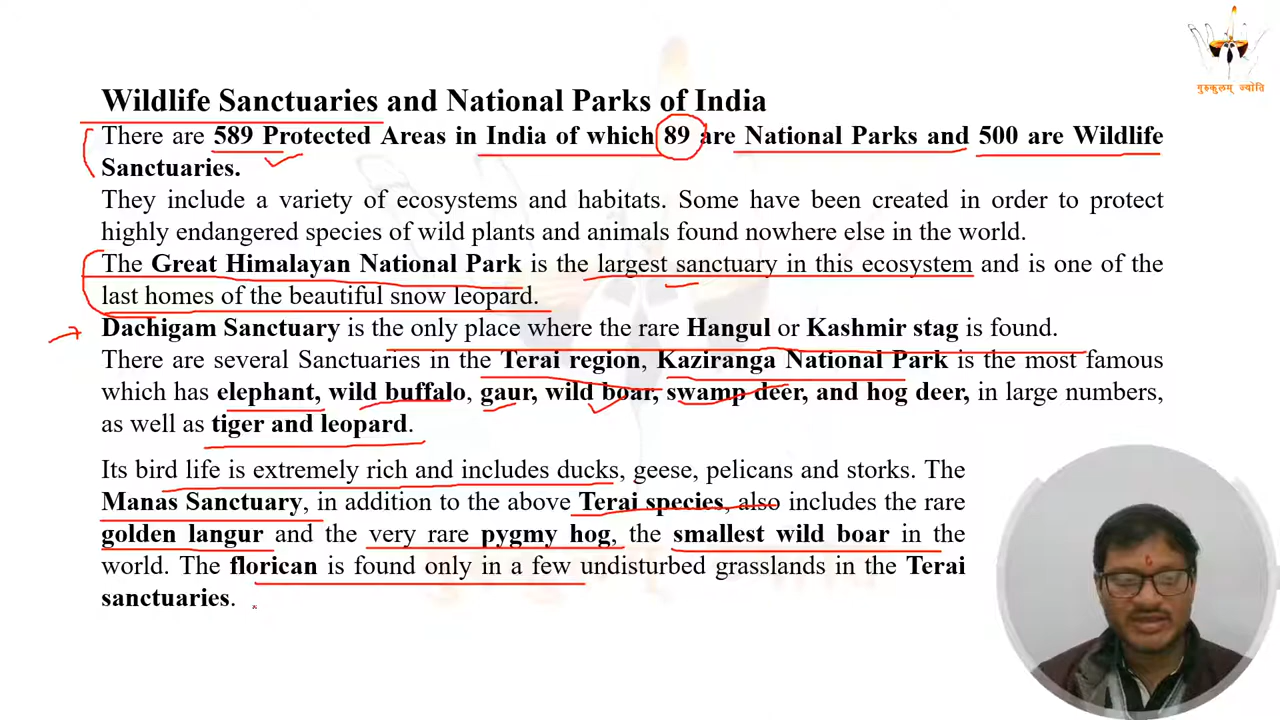 गुरुकुलम् ज्योति
Wildlife Sanctuaries and National Parks of India
There are 589 Protected Areas in India of which 89 are National Parks and 500 are Wildlife
Sanctuaries.
They include a variety of ecosystems and habitats. Some have been created in order to protect
highly endangered species of wild plants and animals found nowhere else in the world.
The Great Himalayan National Park is the largest sanctuary in this ecosystem and is one of the
last homes of the beautiful snow leopard.
Dachigam Sanctuary is the only place where the rare Hangul or Kashmir stag is found.
There are several Sanctuaries in the Terai region, Kaziranga National Park is the most famous
which has elephant, wild buffalo, gaur, wild boar, swamp deer, and hog deer, in large numbers,
as well as tiger and leopard.
Its bird life is extremely rich and includes ducks, geese, pelicans and storks. The
Manas Sanctuary, in addition to the above Terai species, also includes the rare
golden langur and the very rare pygmy hog, the smallest wild boar in the
world. The florican is found only in a few undisturbed grasslands in the Terai
sanctuaries.